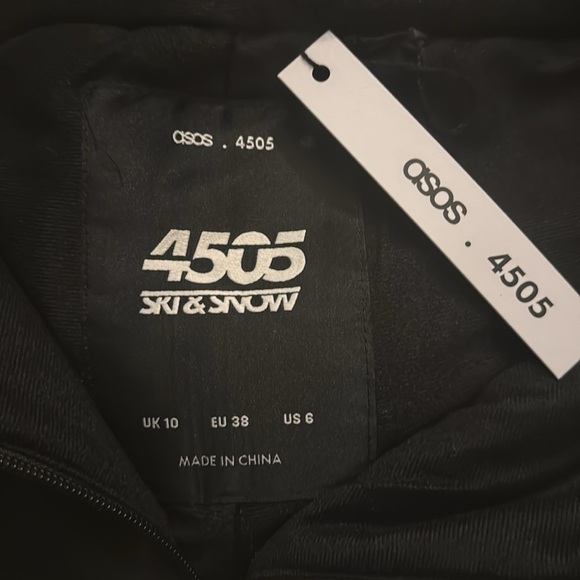 asos . 4505
4505
SKI & SNOW
UK 10 EU 38 US 6
MADE IN CHINA
asos . 4505